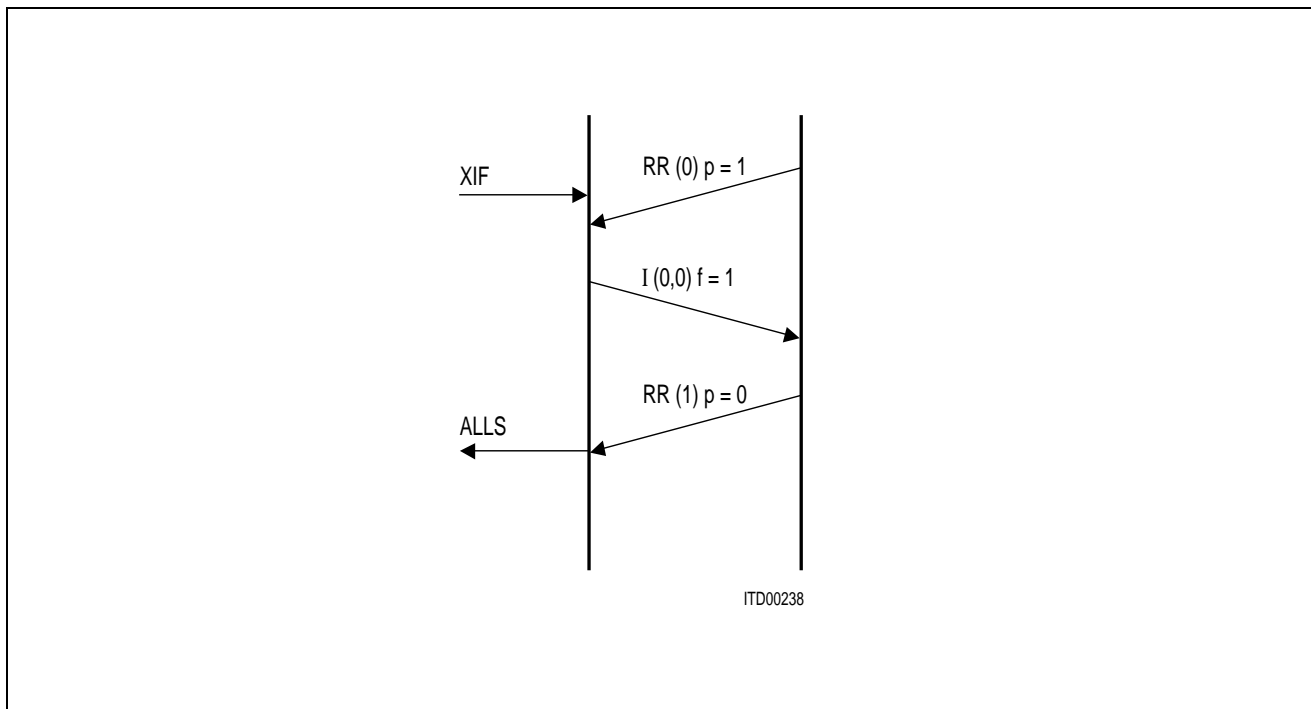 RR (0) p = 1
XIF
I (0,0) f = 1
RR (1) p = 0
ALLS
ITD00238